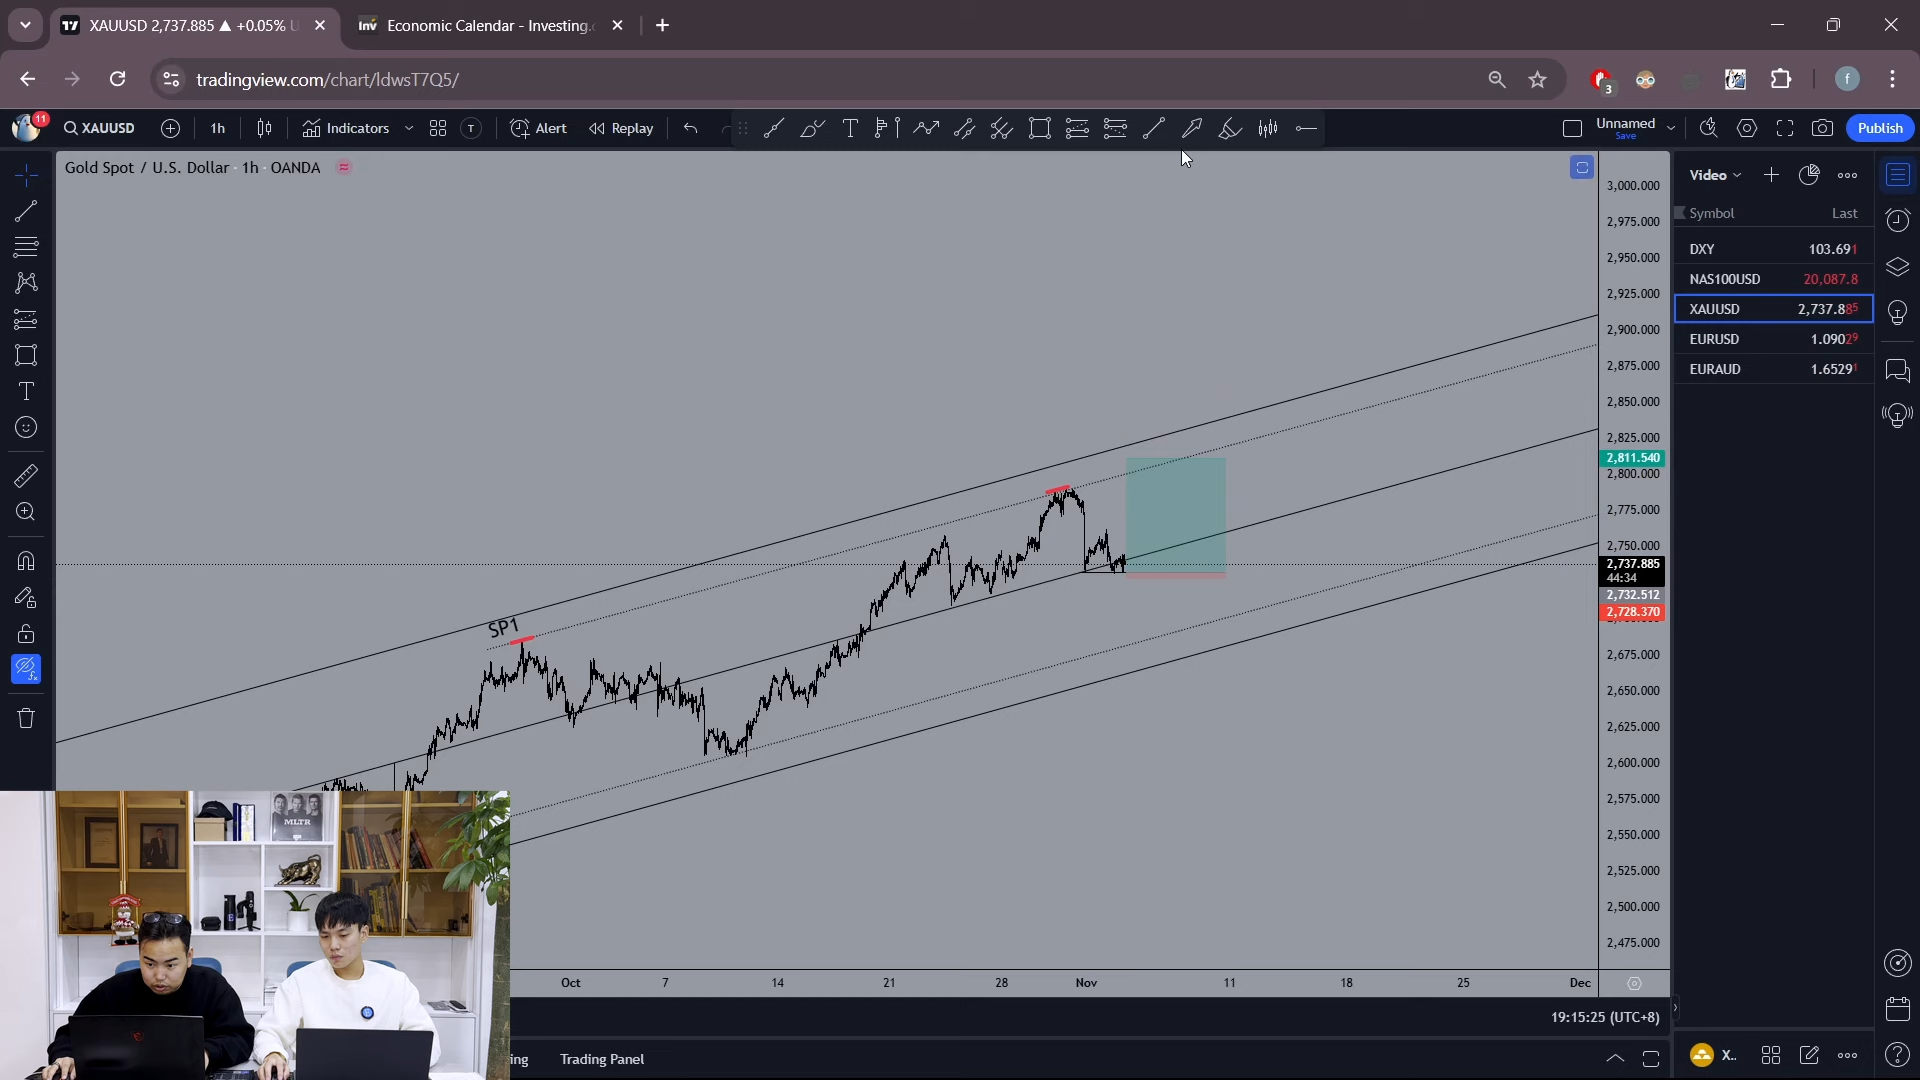 XAUUSD 2,737.885 ▲ +0.05% U
Economic Calendar - Investing.c
tradingview.com/chart/ldwsT7Q5/
3
f
11
XAUUSD
1h
Indicators
T
Alert
Replay
Unnamed
Save
Publish
Gold Spot / U.S. Dollar · 1h · OANDA
Video
Symbol Last
DXY 103.691
NAS100USD 20,087.8
XAUUSD 2,737.885
EURUSD 1.09029
EURAUD 1.65291
3,000.000
2,975.000
2,950.000
2,925.000
2,900.000
2,875.000
2,850.000
2,825.000
2,811.540
2,800.000
2,775.000
2,750.000
2,737.885
44:34
2,732.512
2,728.370
2,675.000
2,650.000
2,625.000
2,600.000
2,575.000
2,550.000
2,525.000
2,500.000
2,475.000
SP1
MLTR
Oct 7 14 21 28 Nov 11 18 25 Dec
19:15:25 (UTC+8)
ing
Trading Panel
X..